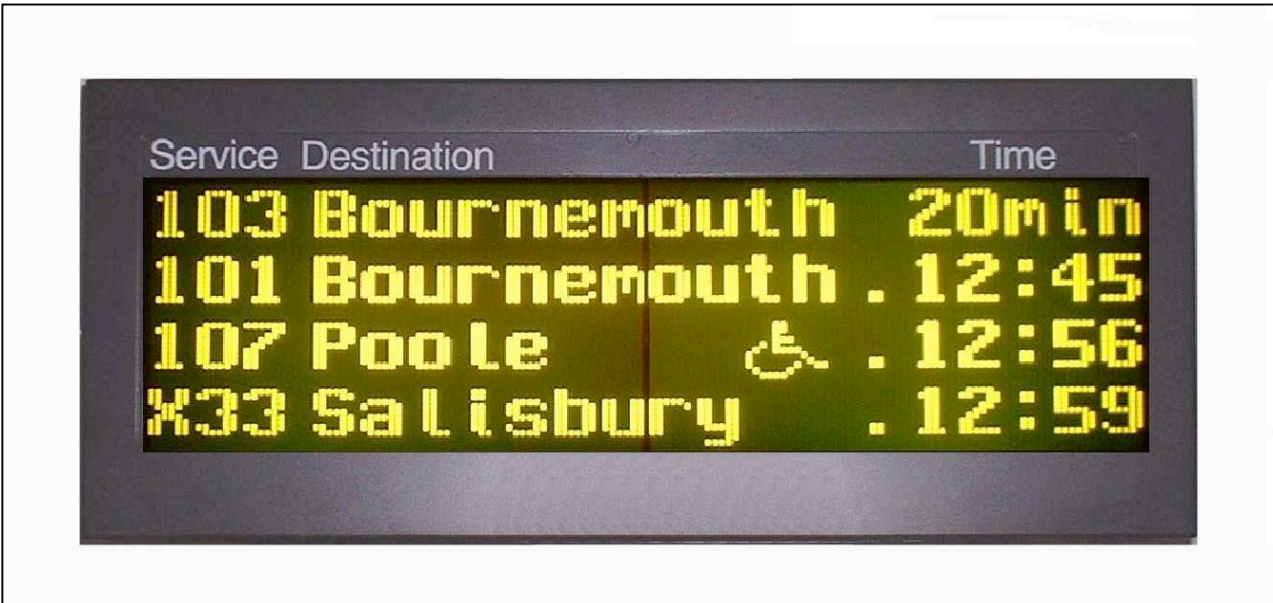 Service Destination Time
103 Bournemouth 20min
101 Bournemouth .12:45
107 Poole .12:56
X33 Salisbury .12:59